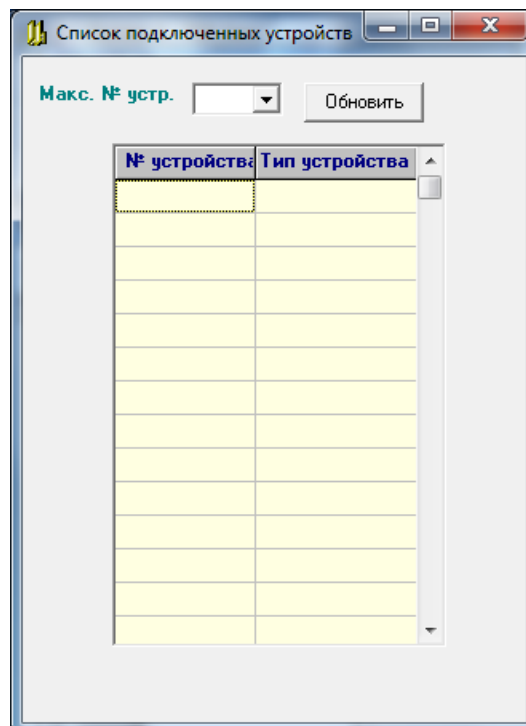 Список подключенных устройств
Макс. № устр.
Обновить
№ устройства Тип устройства